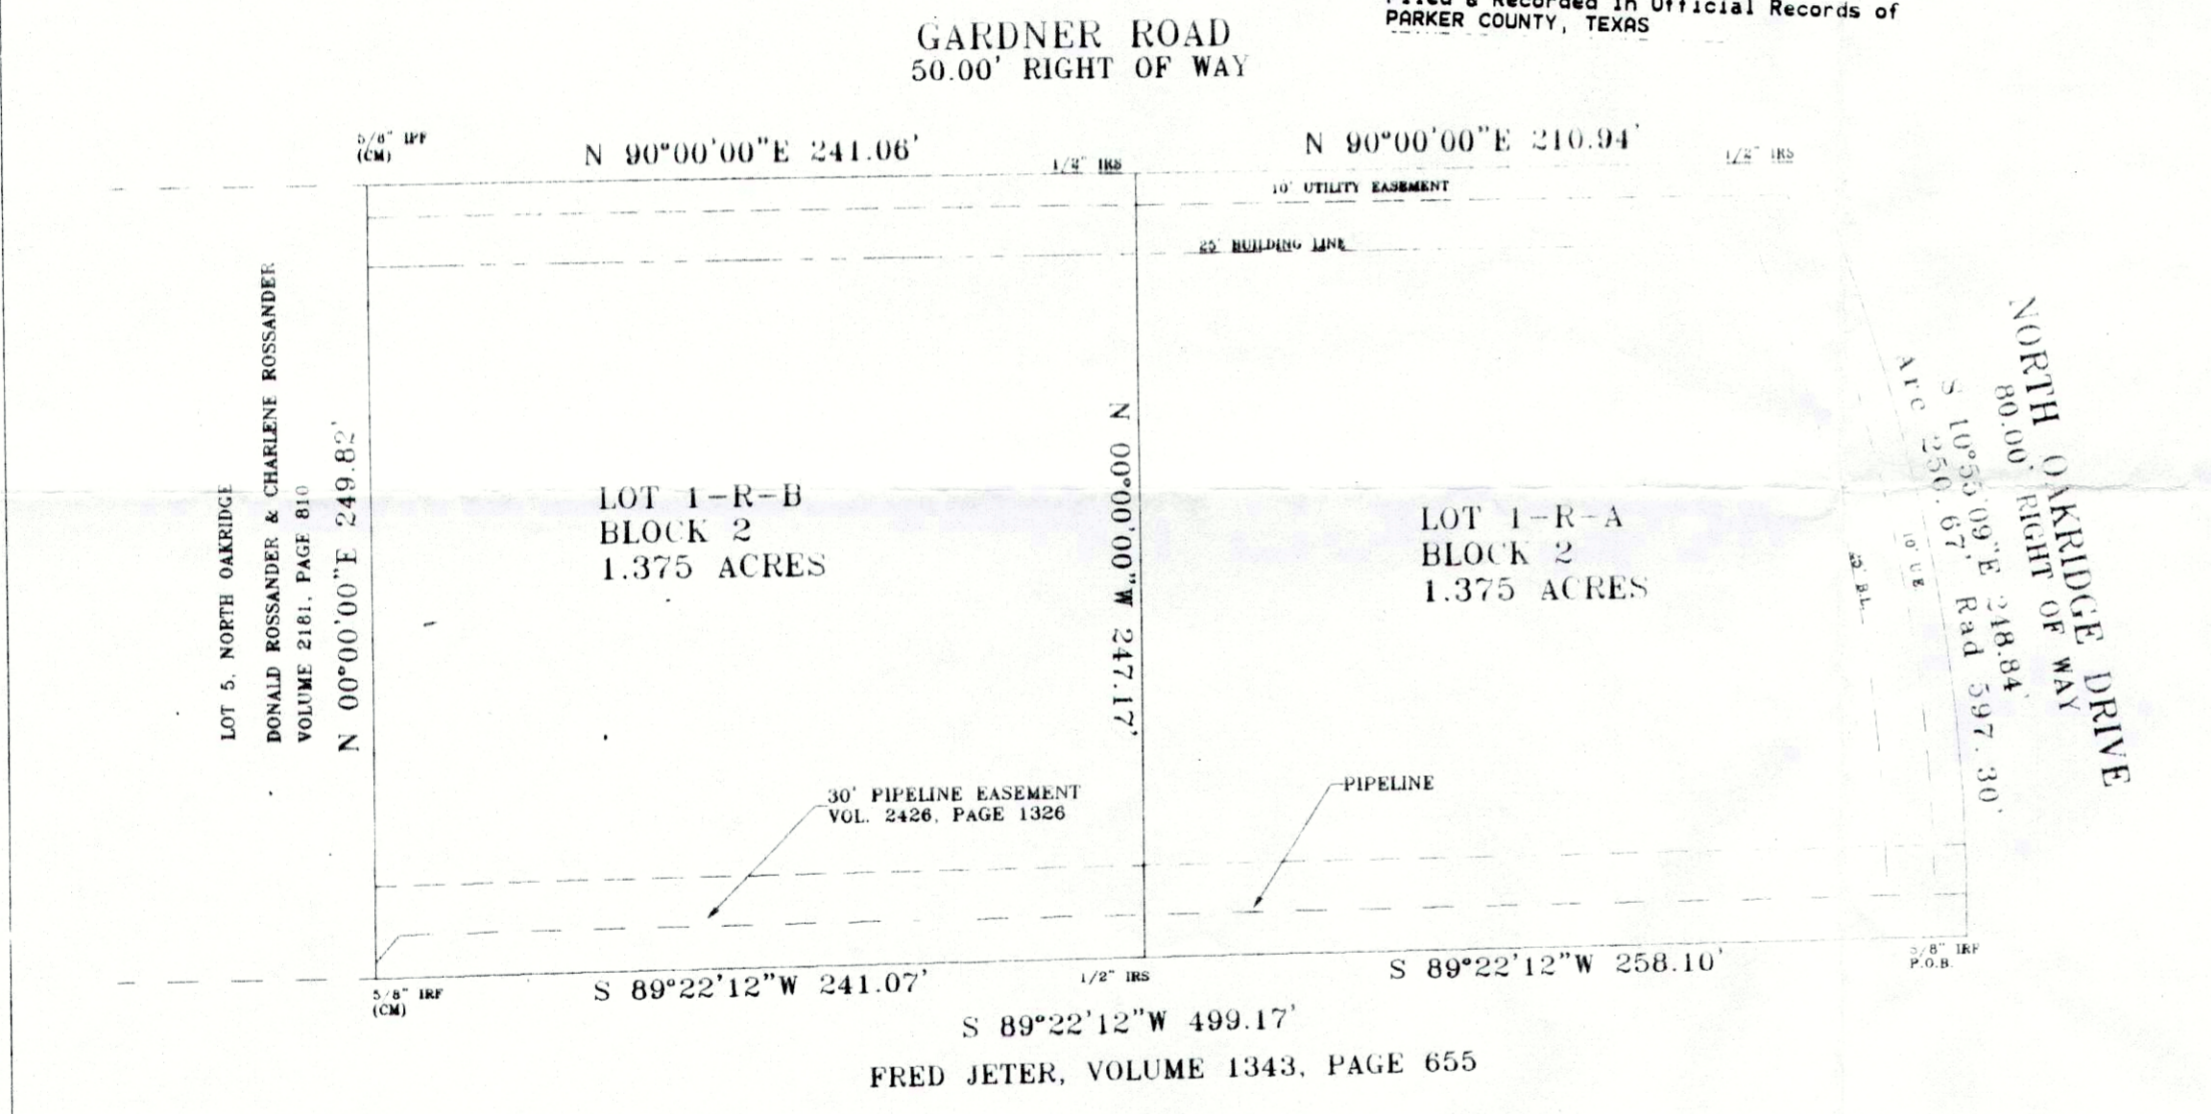 Filed & Recorded in Official Records of
PARKER COUNTY, TEXAS
GARDNER ROAD
50.00' RIGHT OF WAY
5/8" IPF
(CM)
N 90°00'00"E 241.06'
1/2" IRS
N 90°00'00"E 210.94'
1/2" IRS
10' UTILITY EASEMENT
25' BUILDING LINE
LOT 5, NORTH OAKRIDGE
DONALD ROSSANDER & CHARLENE ROSSANDER
VOLUME 2181, PAGE 810
N 00°00'00"E 249.82'
LOT 1-R-B
BLOCK 2
1.375 ACRES
N 00°00'00"W 247.17'
LOT 1-R-A
BLOCK 2
1.375 ACRES
25' B.L.
10' UE
Arc 250.67' Rad 597.30'
S 10°55'09"E 248.84'
80.00' RIGHT OF WAY
NORTH OAKRIDGE DRIVE
30' PIPELINE EASEMENT
VOL. 2426, PAGE 1326
PIPELINE
5/8" IRF
(CM)
S 89°22'12"W 241.07'
1/2" IRS
S 89°22'12"W 258.10'
5/8" IRF
P.O.B.
S 89°22'12"W 499.17'
FRED JETER, VOLUME 1343, PAGE 655